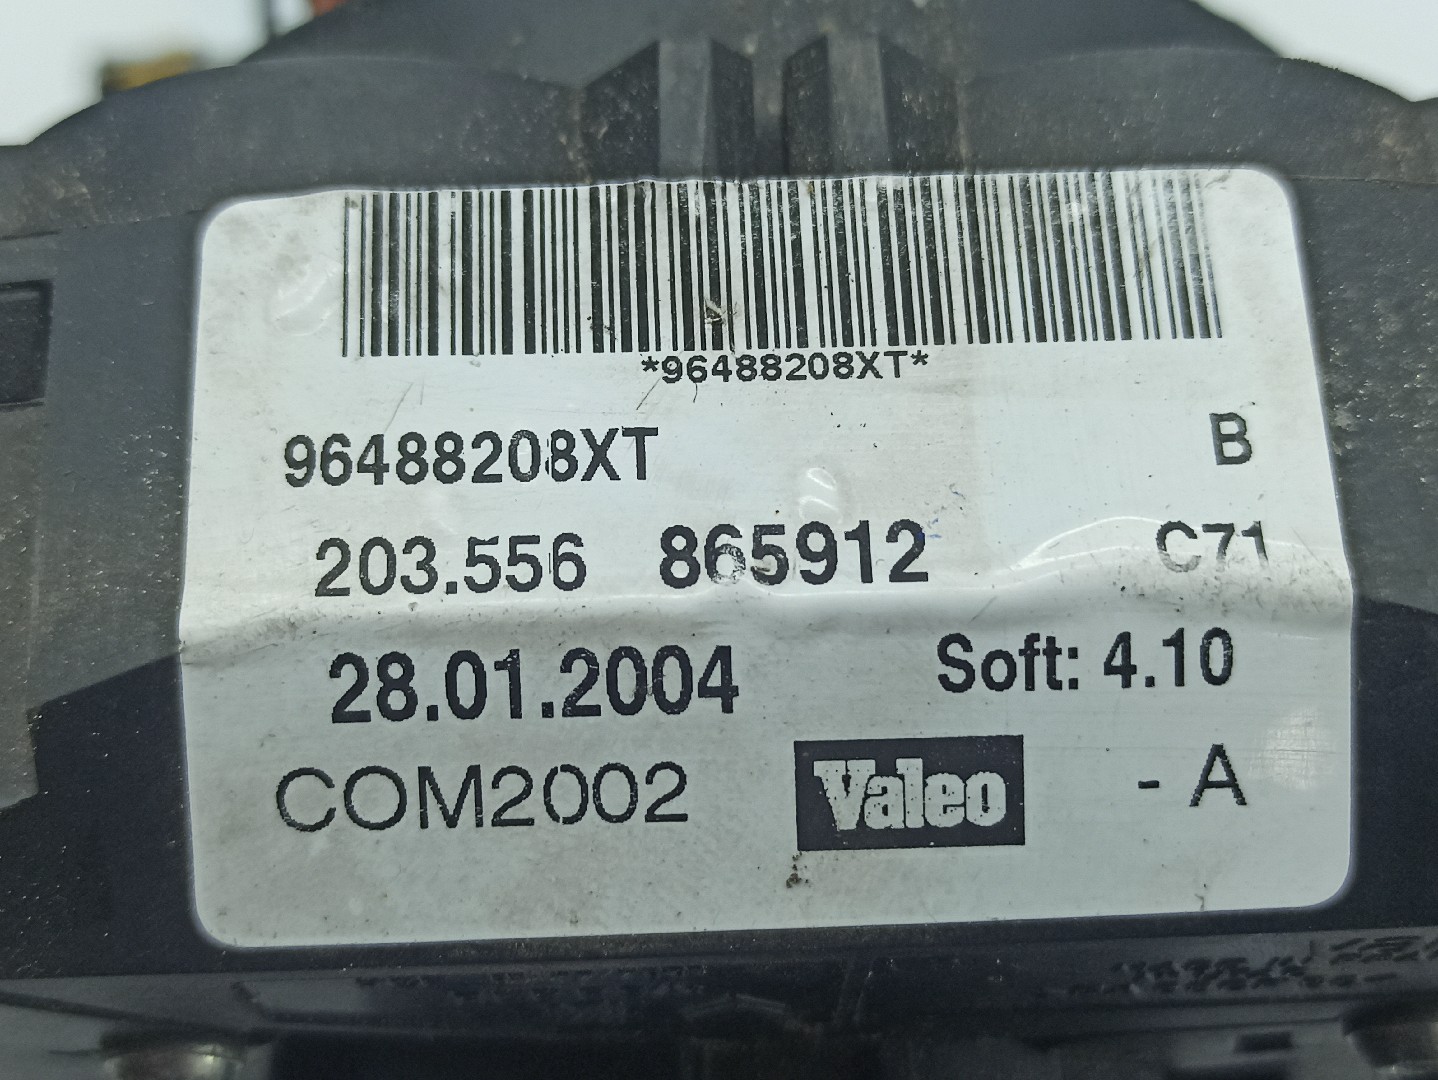 *96488208XT*
96488208XT B
203.556 865912 C71
28.01.2004 Soft: 4.10
COM2002 Valeo - A